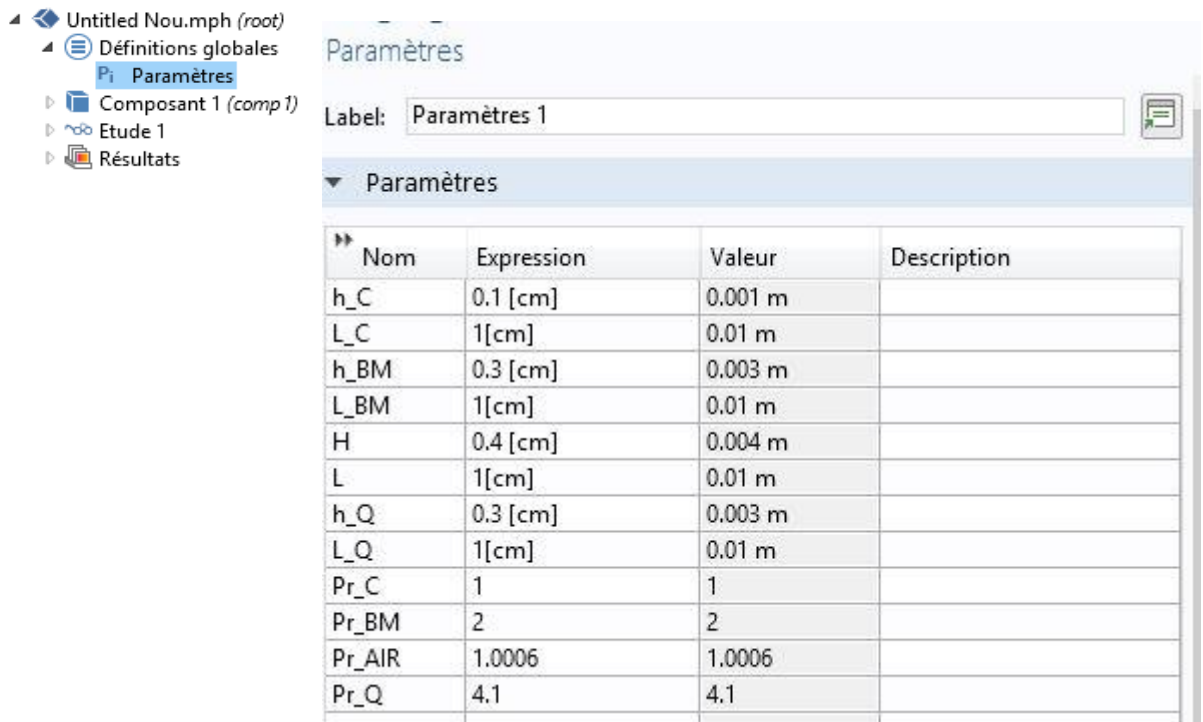 Untitled Nou.mph (root)
Définitions globales
Pi Paramètres
Composant 1 (comp1)
Etude 1
Résultats
Paramètres
Label: Paramètres 1
Paramètres
Nom Expression Valeur Description
h_C 0.1 [cm] 0.001 m
L_C 1[cm] 0.01 m
h_BM 0.3 [cm] 0.003 m
L_BM 1[cm] 0.01 m
H 0.4 [cm] 0.004 m
L 1[cm] 0.01 m
h_Q 0.3 [cm] 0.003 m
L_Q 1[cm] 0.01 m
Pr_C 1 1
Pr_BM 2 2
Pr_AIR 1.0006 1.0006
Pr_Q 4.1 4.1